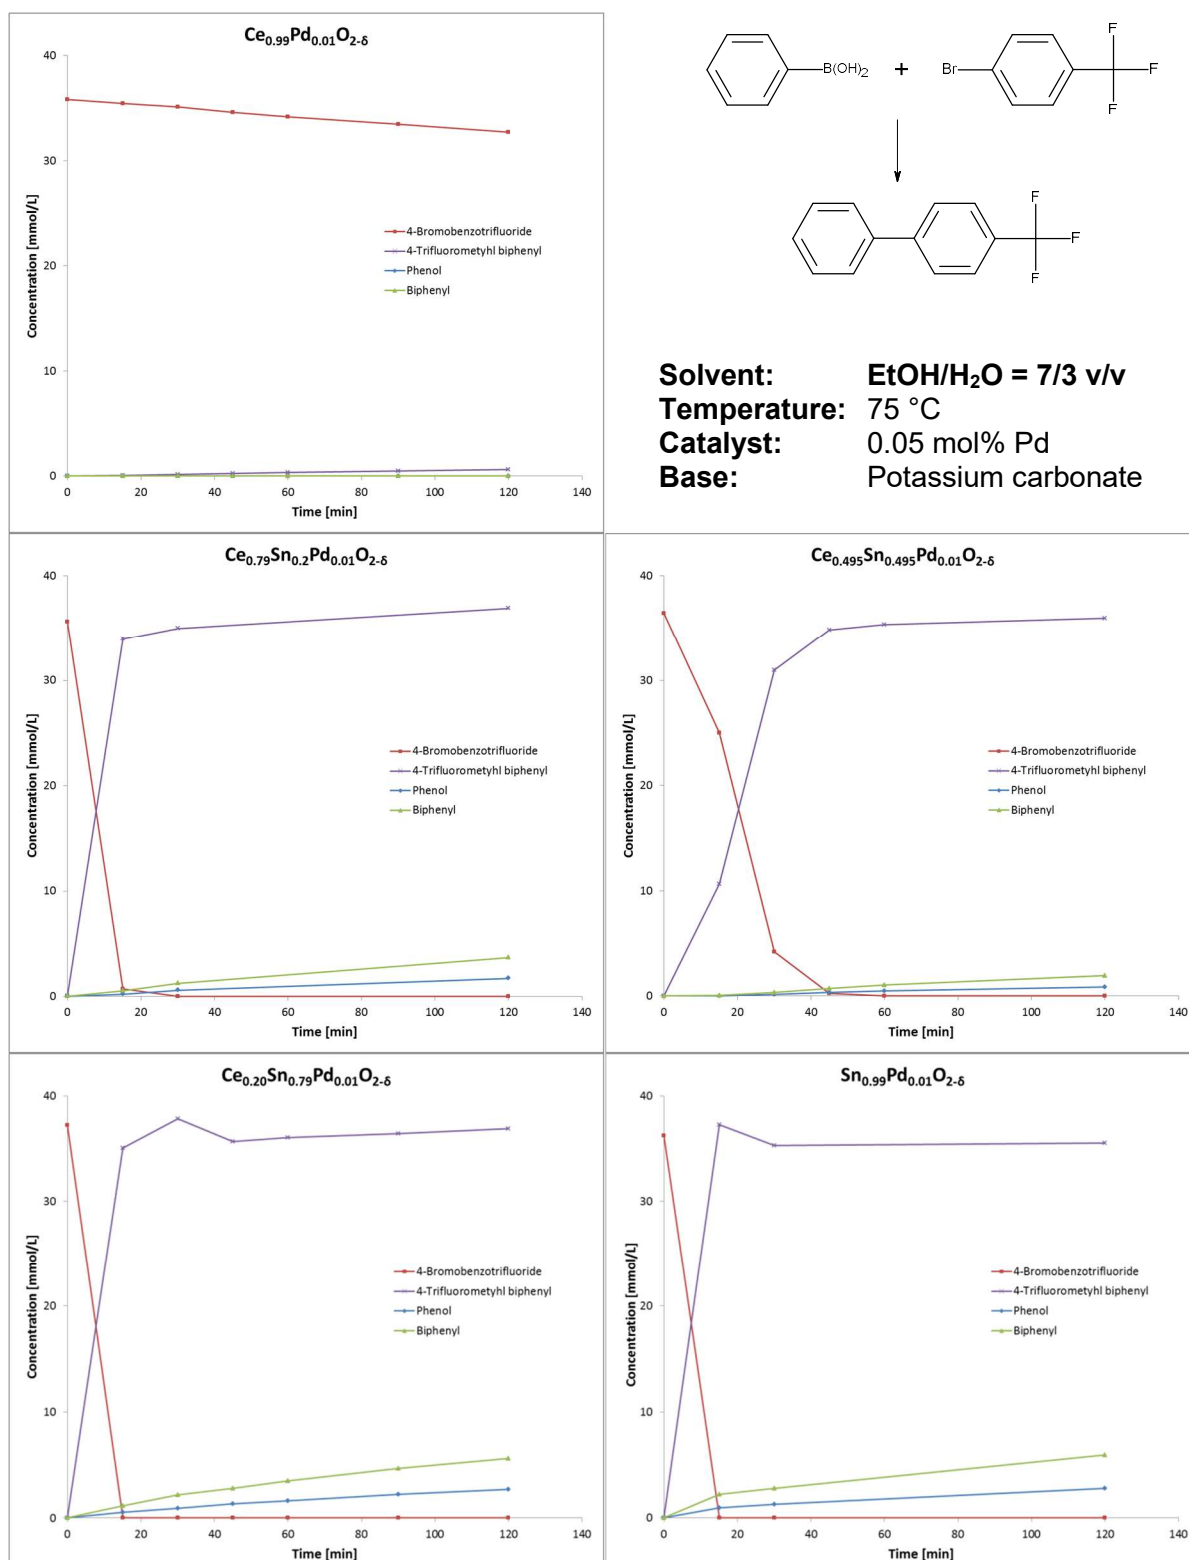 Ce0.99Pd0.01O2-δ
40
30
20
10
0
Concentration [mmol/L]
4-Bromobenzotrifluoride
4-Trifluorometyhl biphenyl
Phenol
Biphenyl
0 20 40 60 80 100 120 140
Time [min]
B(OH)2 + Br F F F
F F F
Solvent: EtOH/H2O = 7/3 v/v
Temperature: 75 °C
Catalyst: 0.05 mol% Pd
Base: Potassium carbonate
Ce0.79Sn0.2Pd0.01O2-δ
40
30
20
10
0
Concentration [mmol/L]
4-Bromobenzotrifluoride
4-Trifluorometyhl biphenyl
Phenol
Biphenyl
0 20 40 60 80 100 120 140
Time [min]
Ce0.495Sn0.495Pd0.01O2-δ
40
30
20
10
0
Concentration [mmol/L]
4-Bromobenzotrifluoride
4-Trifluorometyhl biphenyl
Phenol
Biphenyl
0 20 40 60 80 100 120 140
Time [min]
Ce0.20Sn0.79Pd0.01O2-δ
40
30
20
10
0
Concentration [mmol/L]
4-Bromobenzotrifluoride
4-Trifluorometyhl biphenyl
Phenol
Biphenyl
0 20 40 60 80 100 120 140
Time [min]
Sn0.99Pd0.01O2-δ
40
30
20
10
0
Concentration [mmol/L]
4-Bromobenzotrifluoride
4-Trifluorometyhl biphenyl
Phenol
Biphenyl
0 20 40 60 80 100 120 140
Time [min]